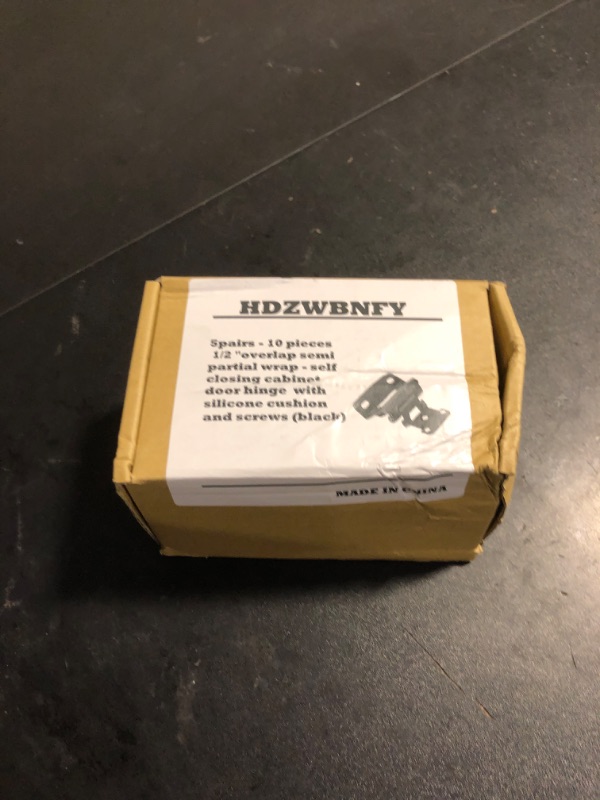 HDZWBNFY
5pairs - 10 pieces
1/2 "overlap semi
partial wrap - self
closing cabinet
door hinge with
silicone cushion
and screws (black)
MADE IN CHINA